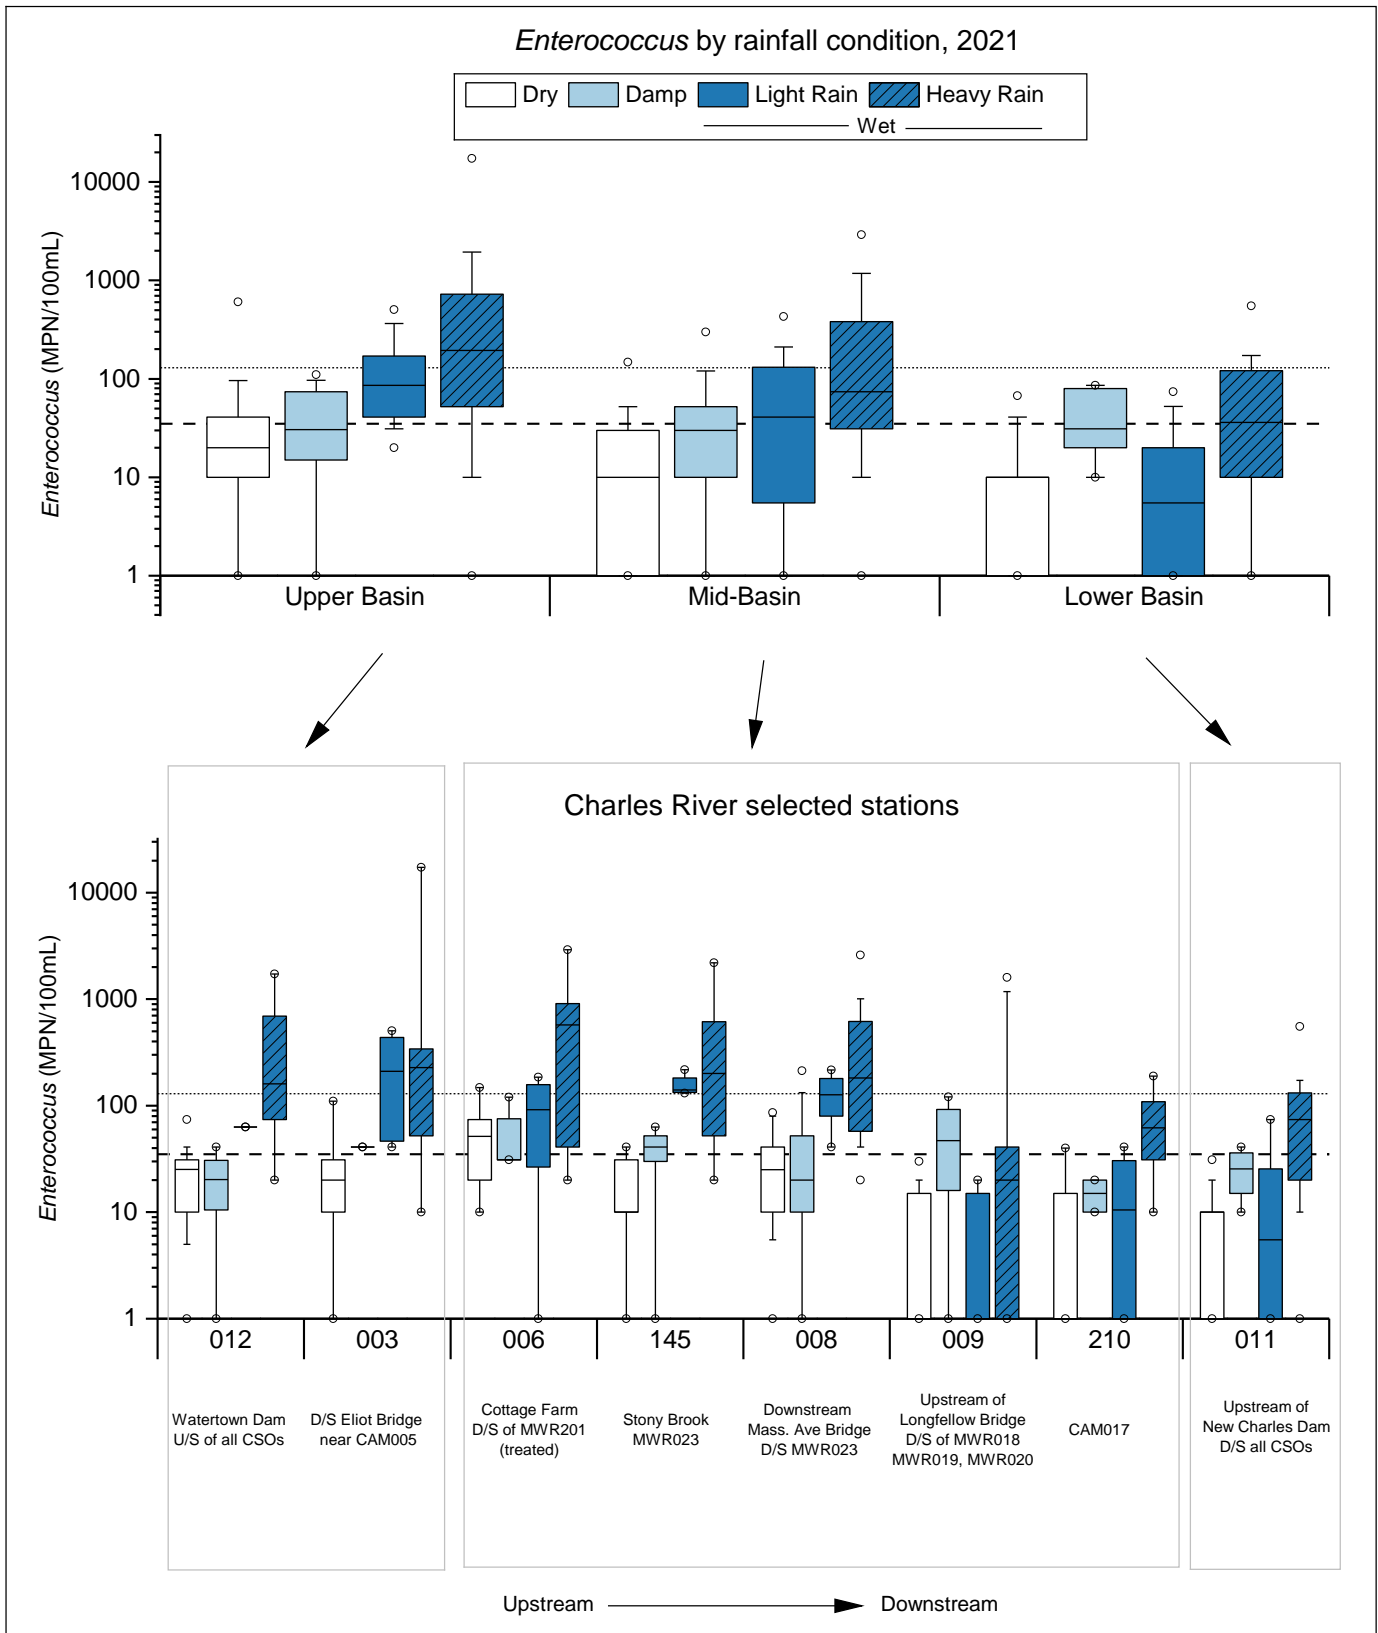 Enterococcus by rainfall condition, 2021
Dry Damp Light Rain Heavy Rain
Wet
Enterococcus (MPN/100mL)
10000
1000
100
10
1
Upper Basin Mid-Basin Lower Basin
Charles River selected stations
Enterococcus (MPN/100mL)
10000
1000
100
10
1
012 003 006 145 008 009 210 011
Watertown Dam
U/S of all CSOs
D/S Eliot Bridge
near CAM005
Cottage Farm
D/S of MWR201
(treated)
Stony Brook
MWR023
Downstream
Mass. Ave Bridge
D/S MWR023
Upstream of
Longfellow Bridge
D/S of MWR018
MWR019, MWR020
CAM017
Upstream of
New Charles Dam
D/S all CSOs
Upstream Downstream